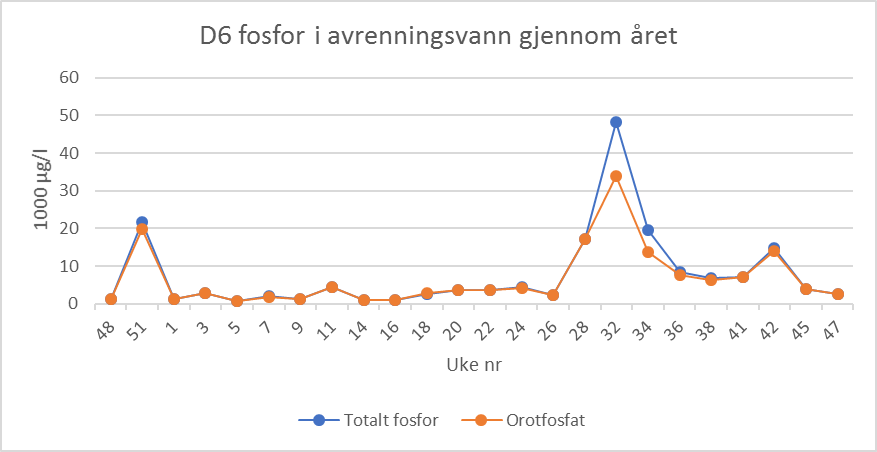 D6 fosfor i avrenningsvann gjennom året
60
50
40
30
20
10
0
1000 µg/l
48 51 1 3 5 7 9 11 14 16 18 20 22 24 26 28 32 34 36 38 41 42 45 47
Uke nr
Totalt fosfor Orotfosfat